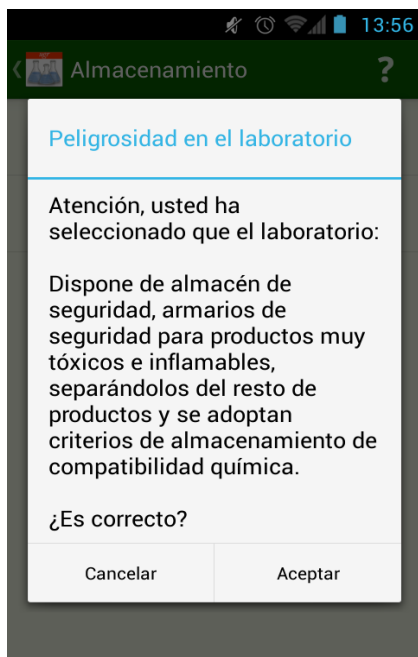 13:56
Almacenamiento ?
Peligrosidad en el laboratorio
Atención, usted ha
seleccionado que el laboratorio:
Dispone de almacén de
seguridad, armarios de
seguridad para productos muy
tóxicos e inflamables,
separándolos del resto de
productos y se adoptan
criterios de almacenamiento de
compatibilidad química.
¿Es correcto?
Cancelar Aceptar